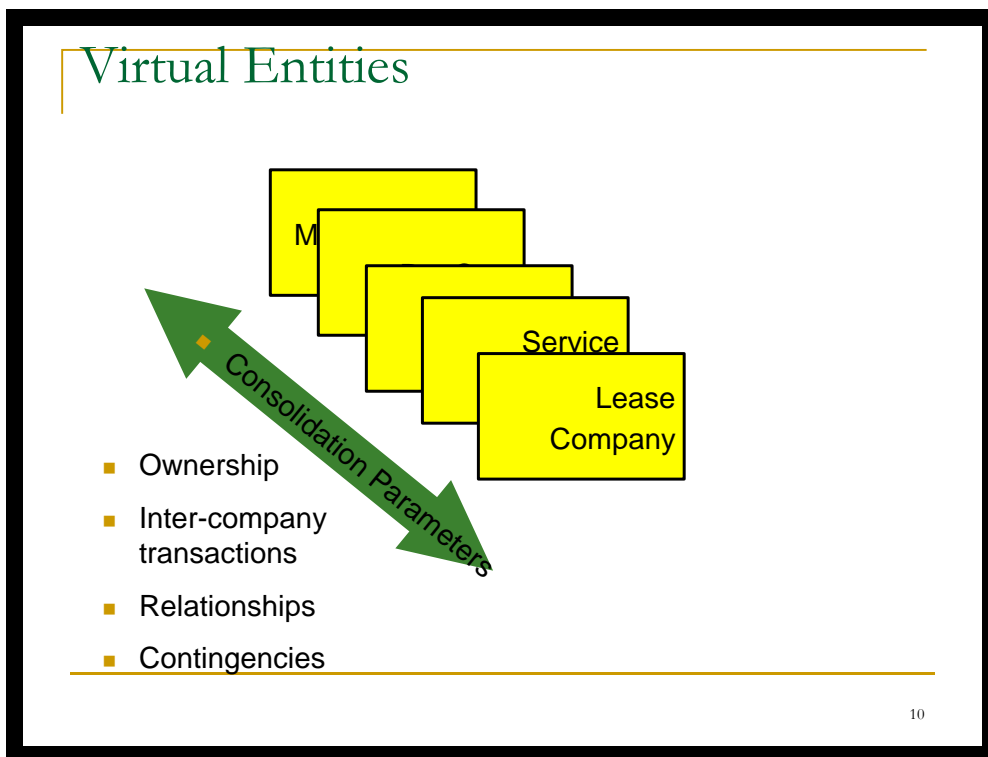 Virtual Entities
Service
Lease
Company
Consolidation Parameters
Ownership
Inter-company
transactions
Relationships
Contingencies
10